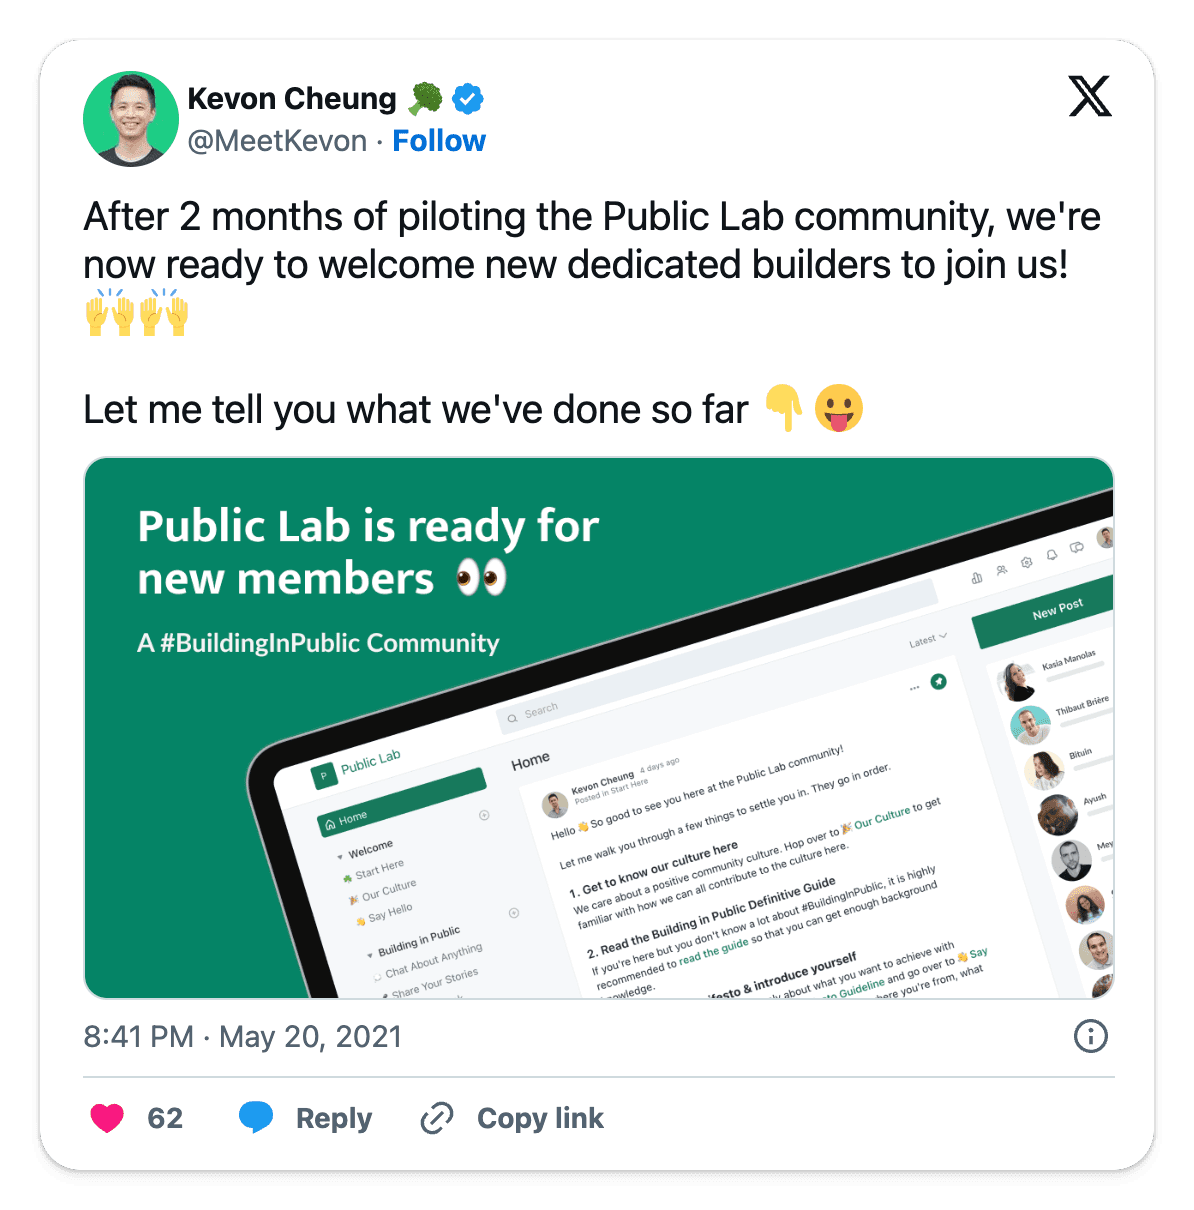 Kevon Cheung 🥦
@MeetKevon · Follow
After 2 months of piloting the Public Lab community, we're
now ready to welcome new dedicated builders to join us!
🙌🙌
Let me tell you what we've done so far 👇😛
Public Lab is ready for
new members 👀
A #BuildingInPublic Community
P
Public Lab
Search
Home
Welcome
Start Here
Our Culture
Say Hello
Building in Public
Chat About Anything
Share Your Stories
Home
Latest
Kevon Cheung 4 days ago
Posted in Start Here
Hello 👋 So good to see you here at the Public Lab community!
Let me walk you through a few things to settle you in. They go in order.
1. Get to know our culture here
We care about a positive community culture. Hop over to 🎉 Our Culture to get
familiar with how we can all contribute to the culture here.
2. Read the Building in Public Definitive Guide
If you're here but you don't know a lot about #BuildingInPublic, it is highly
recommended to read the guide so that you can get enough background
ifesto & introduce yourself
about what you want to achieve with
Guideline and go over to 👋 Say
ere you're from, what
New Post
Kasia Manolas
Thibaut Brière
Bituin
Ayush
8:41 PM · May 20, 2021
62
Reply
Copy link